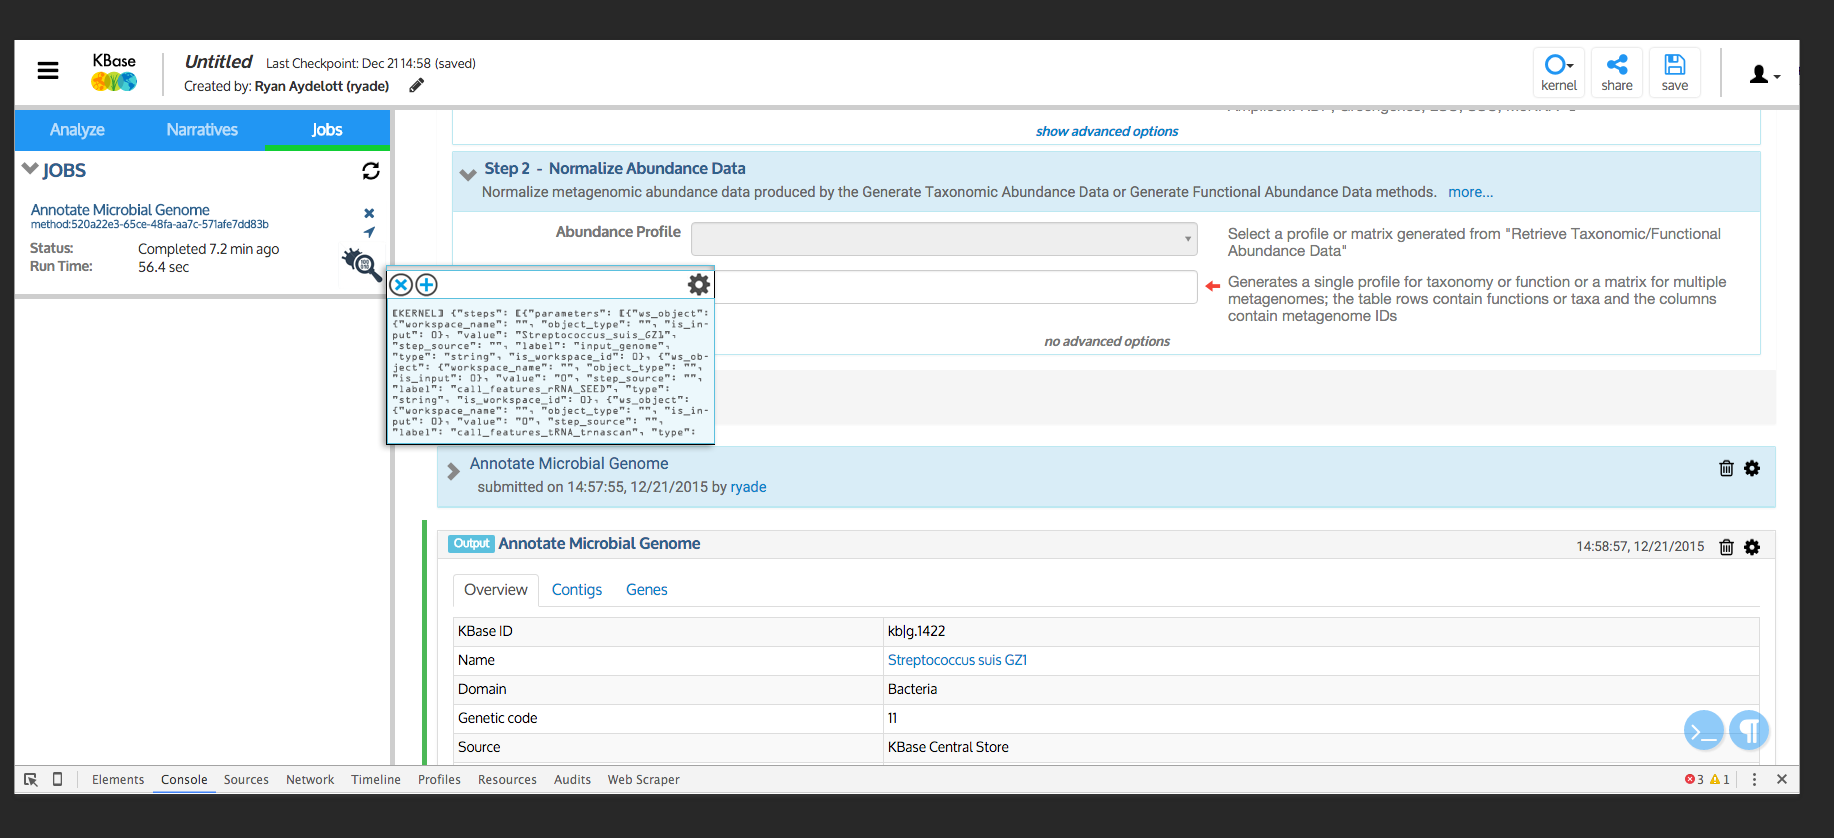 KBase
Untitled Last Checkpoint: Dec 21 14:58 (saved)
Created by: Ryan Aydelott (ryade)
kernel share save
Analyze Narratives Jobs
JOBS
Annotate Microbial Genome
method:520a22e3-65ce-48fa-aa7c-571afe7dd83b
Status: Completed 7.2 min ago
Run Time: 56.4 sec
show advanced options
Step 2 - Normalize Abundance Data
Normalize metagenomic abundance data produced by the Generate Taxonomic Abundance Data or Generate Functional Abundance Data methods. more...
Abundance Profile
Select a profile or matrix generated from "Retrieve Taxonomic/Functional
Abundance Data"
Generates a single profile for taxonomy or function or a matrix for multiple
metagenomes; the table rows contain functions or taxa and the columns
contain metagenome IDs
no advanced options
[KERNEL] {"steps": [{"parameters": [{"ws_object":
{"workspace_name": "", "object_type": "", "is_in-
put": 0}, "value": "Streptococcus_suis_GZ1",
"step_source": "", "label": "input_genome",
"type": "string", "is_workspace_id": 0}, {"ws_ob-
ject": {"workspace_name": "", "object_type": "",
"is_input": 0}, "value": "0", "step_source": "",
"label": "call_features_rRNA_SEED", "type":
"string", "is_workspace_id": 0}, {"ws_object":
{"workspace_name": "", "object_type": "", "is_in-
put": 0}, "value": "0", "step_source": "",
"label": "call_features_tRNA_trnascan", "type":
Annotate Microbial Genome
submitted on 14:57:55, 12/21/2015 by ryade
Output Annotate Microbial Genome 14:58:57, 12/21/2015
Overview Contigs Genes
KBase ID kb|g.1422
Name Streptococcus suis GZ1
Domain Bacteria
Genetic code 11
Source KBase Central Store
Elements Console Sources Network Timeline Profiles Resources Audits Web Scraper 3 1